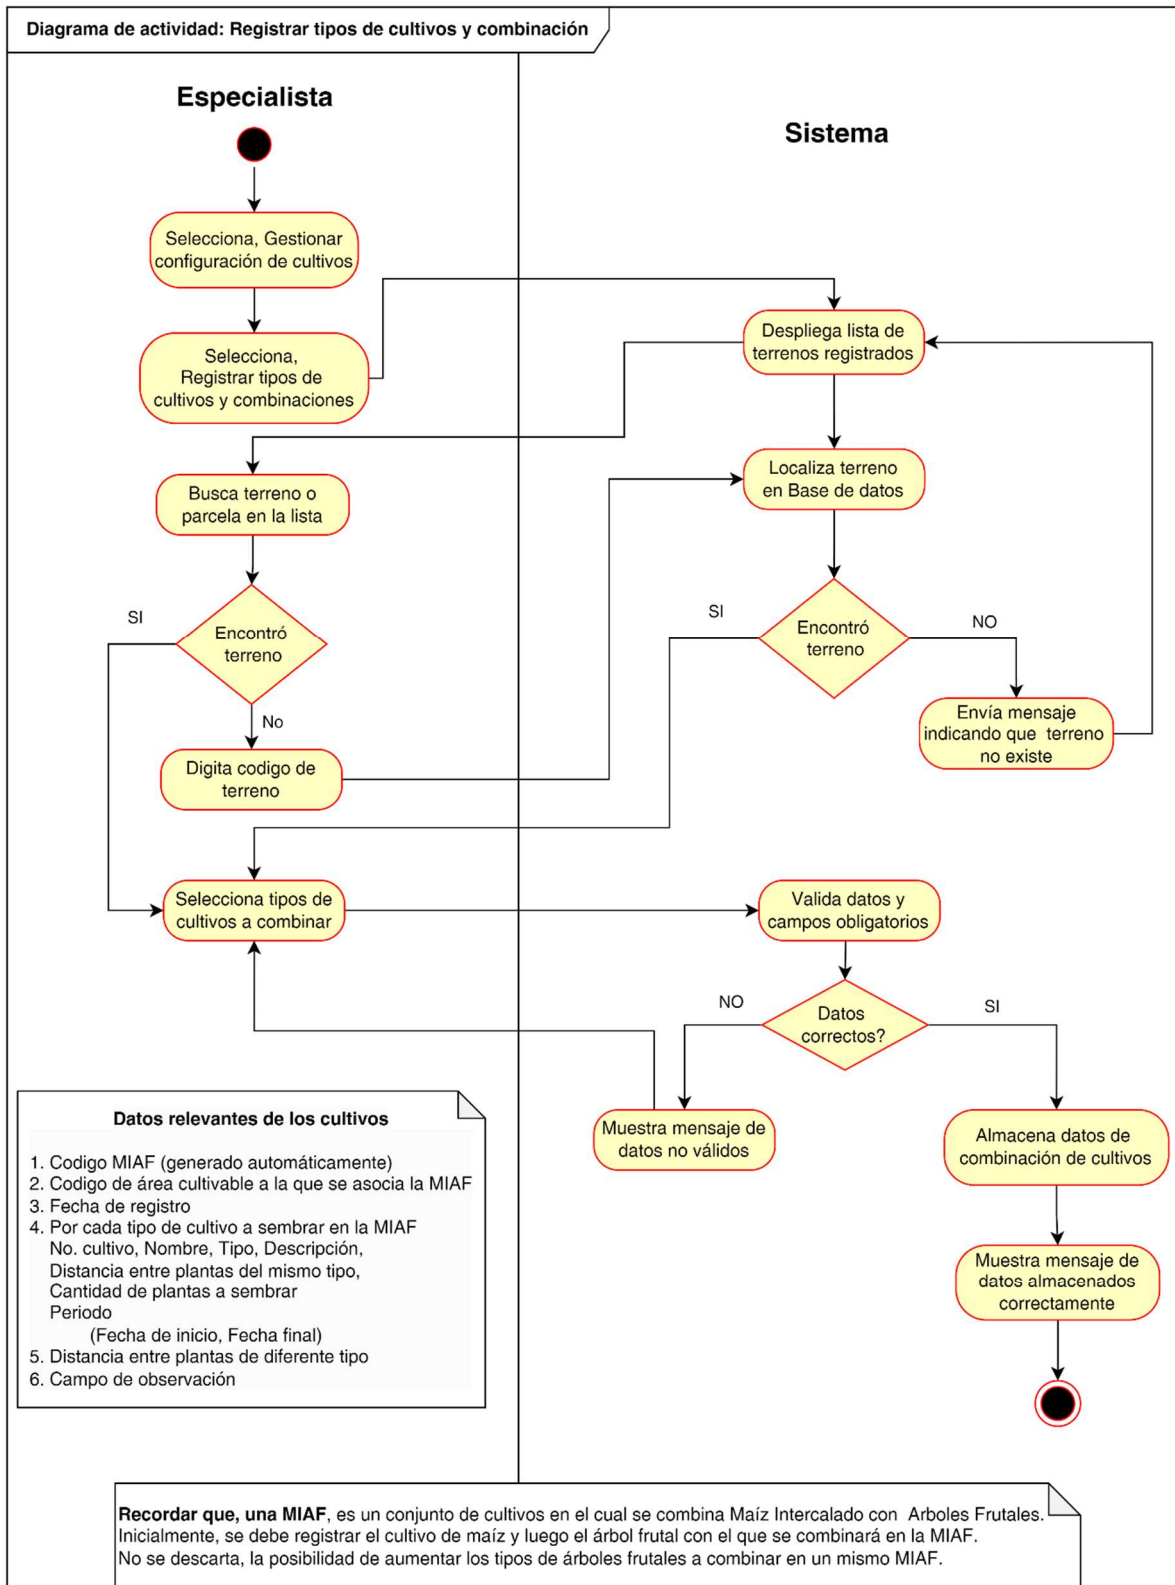 Diagrama de actividad: Registrar tipos de cultivos y combinación
Especialista
Sistema
Selecciona, Gestionar
configuración de cultivos
Selecciona,
Registrar tipos de
cultivos y combinaciones
Despliega lista de
terrenos registrados
Busca terreno o
parcela en la lista
Localiza terreno
en Base de datos
SI
Encontró
terreno
No
SI
Encontró
terreno
NO
Envía mensaje
indicando que terreno
no existe
Digita codigo de
terreno
Selecciona tipos de
cultivos a combinar
Valida datos y
campos obligatorios
NO
Datos
correctos?
SI
Muestra mensaje de
datos no válidos
Almacena datos de
combinación de cultivos
Muestra mensaje de
datos almacenados
correctamente
Datos relevantes de los cultivos
1. Codigo MIAF (generado automáticamente)
2. Codigo de área cultivable a la que se asocia la MIAF
3. Fecha de registro
4. Por cada tipo de cultivo a sembrar en la MIAF
No. cultivo, Nombre, Tipo, Descripción,
Distancia entre plantas del mismo tipo,
Cantidad de plantas a sembrar
Periodo
(Fecha de inicio, Fecha final)
5. Distancia entre plantas de diferente tipo
6. Campo de observación
Recordar que, una MIAF, es un conjunto de cultivos en el cual se combina Maíz Intercalado con Arboles Frutales.
Inicialmente, se debe registrar el cultivo de maíz y luego el árbol frutal con el que se combinará en la MIAF.
No se descarta, la posibilidad de aumentar los tipos de árboles frutales a combinar en un mismo MIAF.